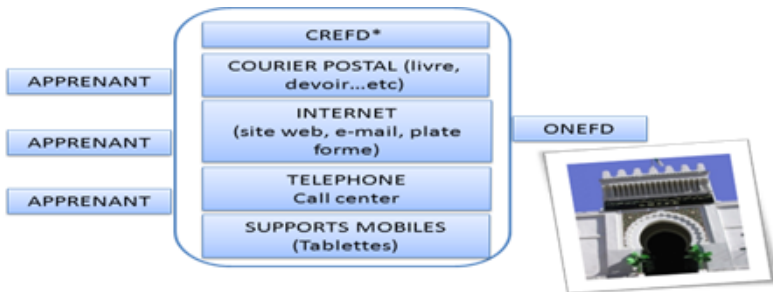 CREFD*
COURIER POSTAL (livre,
devoir...etc)
APPRENANT
INTERNET
(site web, e-mail, plate
forme)
APPRENANT
ONEFD
TELEPHONE
Call center
APPRENANT
SUPPORTS MOBILES
(Tablettes)